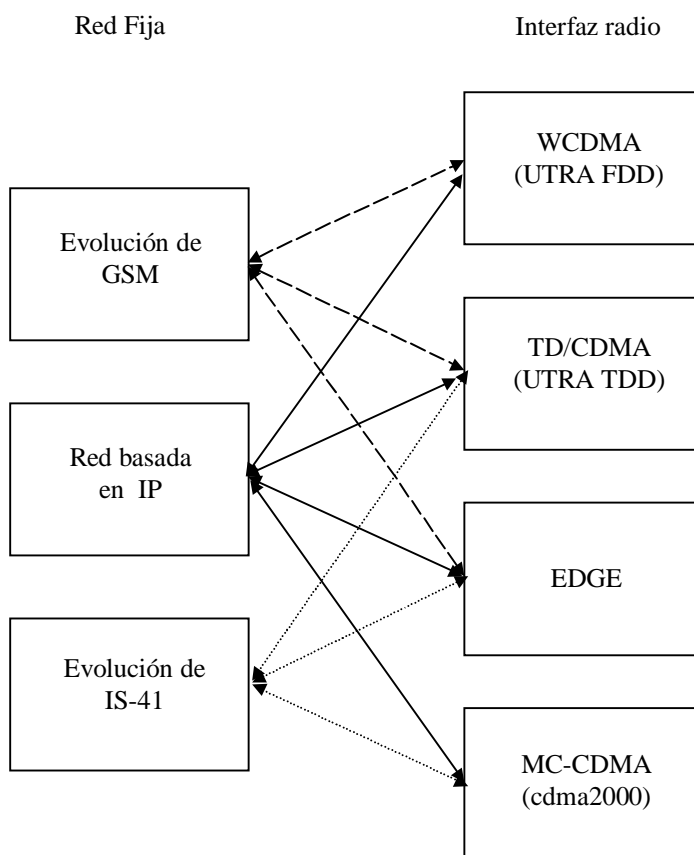 Red Fija
Interfaz radio
WCDMA
(UTRA FDD)
Evolución de
GSM
TD/CDMA
(UTRA TDD)
Red basada
en IP
EDGE
Evolución de
IS-41
MC-CDMA
(cdma2000)